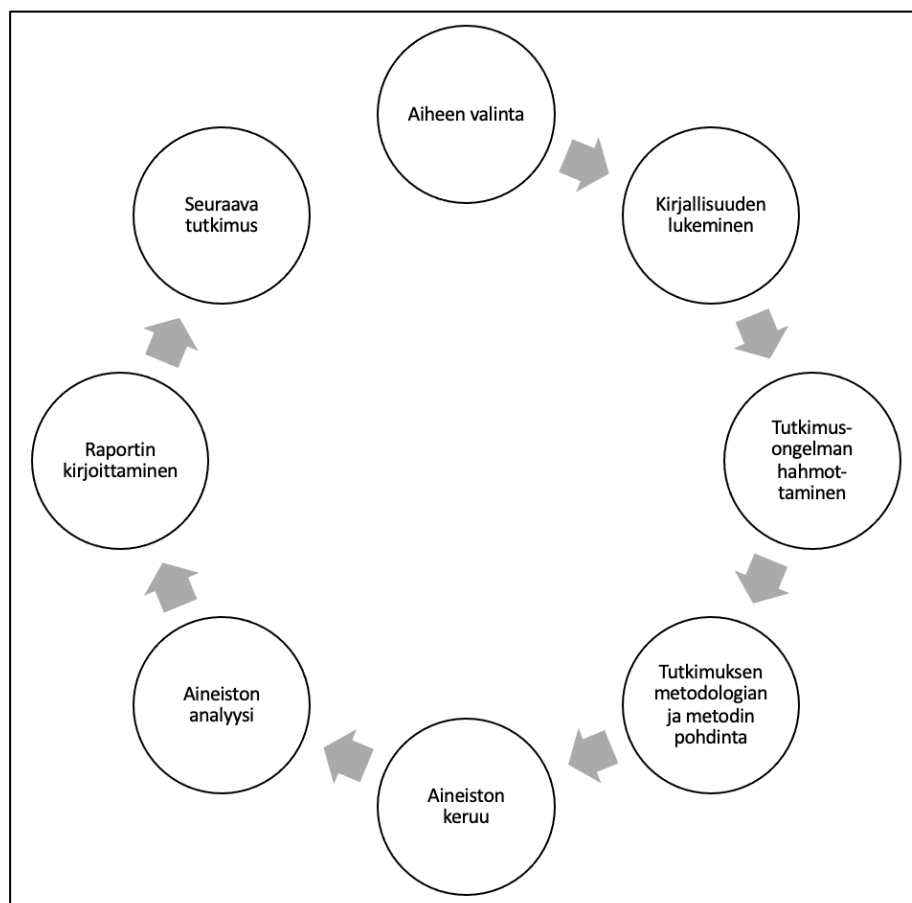 Aiheen valinta
Kirjallisuuden
lukeminen
Tutkimus-
ongelman
hahmot-
taminen
Tutkimuksen
metodologian
ja metodin
pohdinta
Aineiston
keruu
Aineiston
analyysi
Raportin
kirjoittaminen
Seuraava
tutkimus